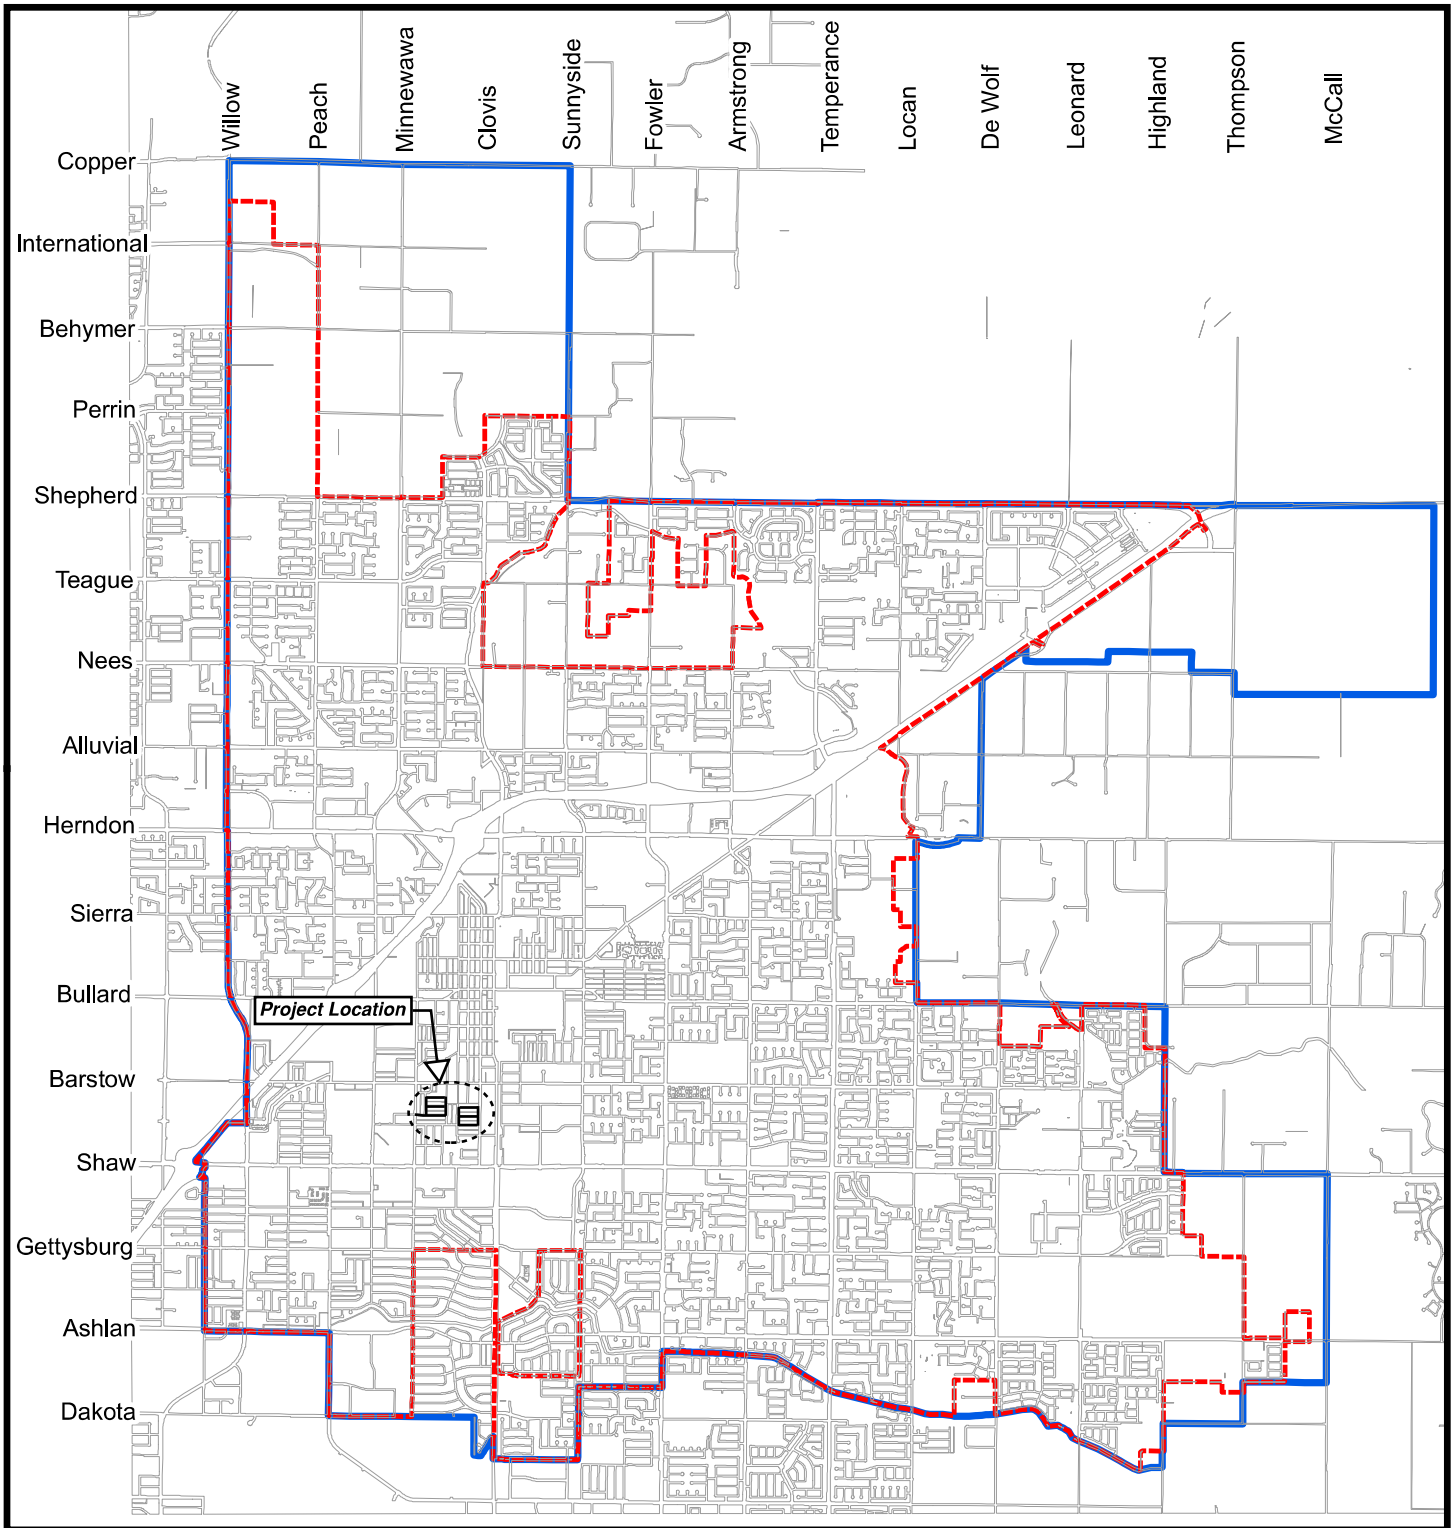 Willow
Peach
Minnewawa
Clovis
Sunnyside
Fowler
Armstrong
Temperance
Locan
De Wolf
Leonard
Highland
Thompson
McCall
Copper
International
Behymer
Perrin
Shepherd
Teague
Nees
Alluvial
Herndon
Sierra
Bullard
Project Location
Barstow
Shaw
Gettysburg
Ashlan
Dakota